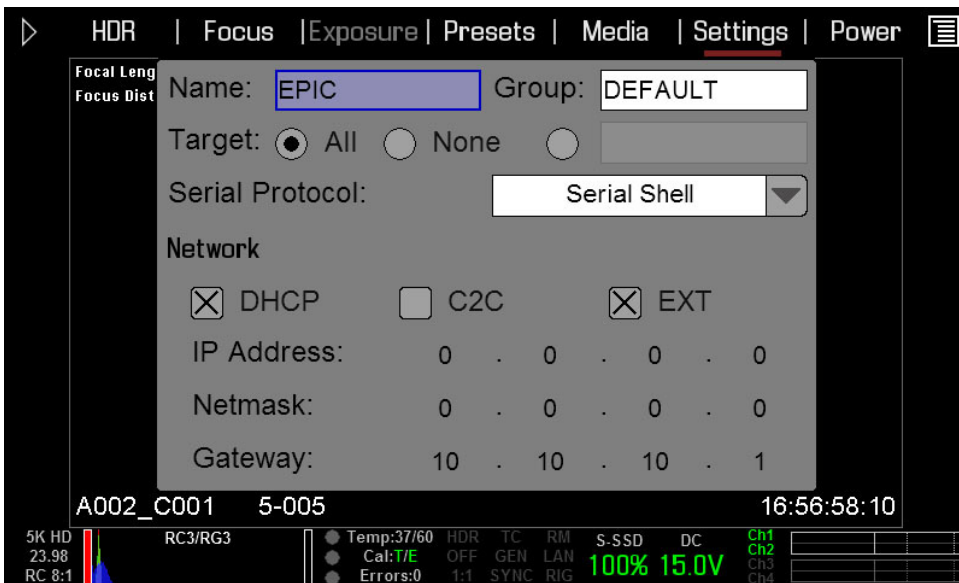 HDR | Focus | Exposure | Presets | Media | Settings | Power
Focal Leng
Focus Dist
Name: EPIC Group: DEFAULT
Target: All None
Serial Protocol: Serial Shell
Network
DHCP C2C EXT
IP Address: 0 . 0 . 0 . 0
Netmask: 0 . 0 . 0 . 0
Gateway: 10 . 10 . 10 . 1
A002_C001 5-005 16:56:58:10
5K HD RC3/RG3 Temp:37/60 HDR TC RM S-SSD DC Ch1
Ch2
23.98 Cal:T/E OFF GEN LAN 100% 15.0V Ch3
RC 8:1 Errors:0 1:1 SYNC RIG Ch4